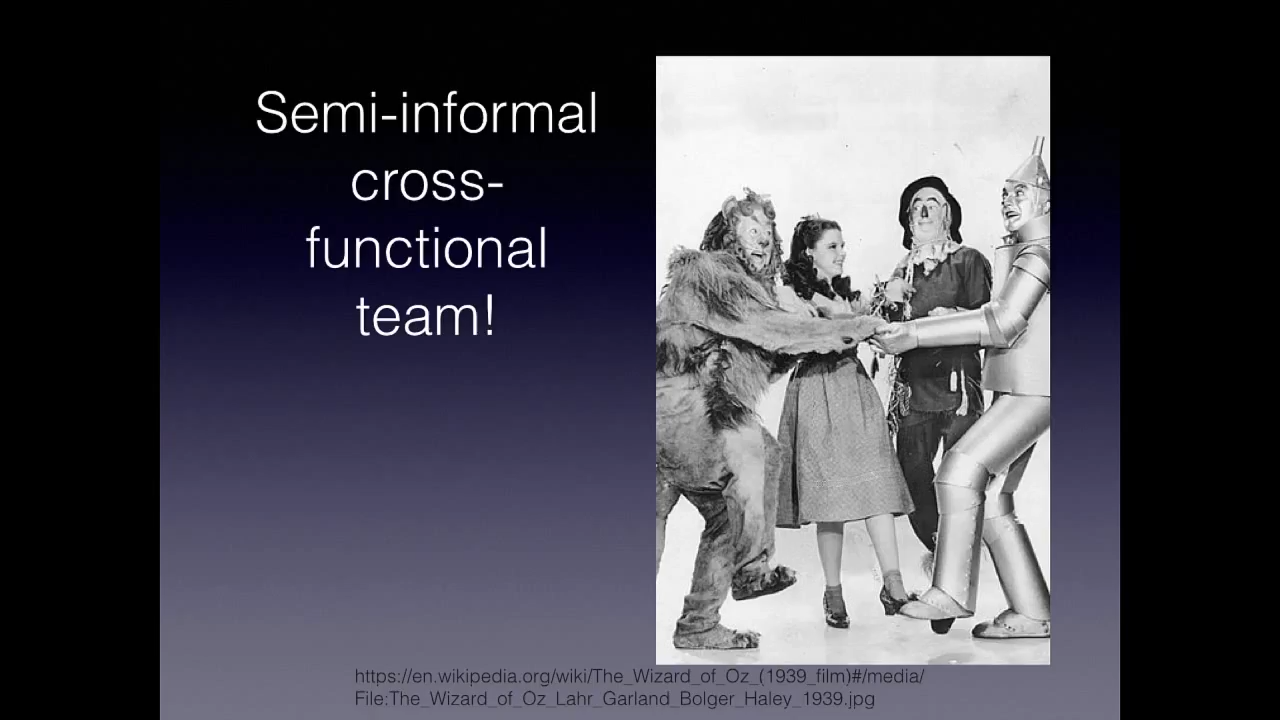 Semi-informal
cross-
functional
team!
https://en.wikipedia.org/wiki/The_Wizard_of_Oz_(1939_film)#/media/
File:The_Wizard_of_Oz_Lahr_Garland_Bolger_Haley_1939.jpg